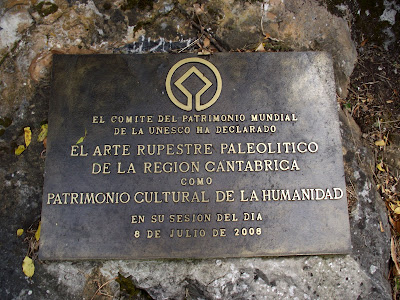 EL COMITE DEL PATRIMONIO MUNDIAL
DE LA UNESCO HA DECLARADO
EL ARTE RUPESTRE PALEOLITICO
DE LA REGION CANTABRICA
COMO
PATRIMONIO CULTURAL DE LA HUMANIDAD
EN SU SESION DEL DIA
8 DE JULIO DE 2008